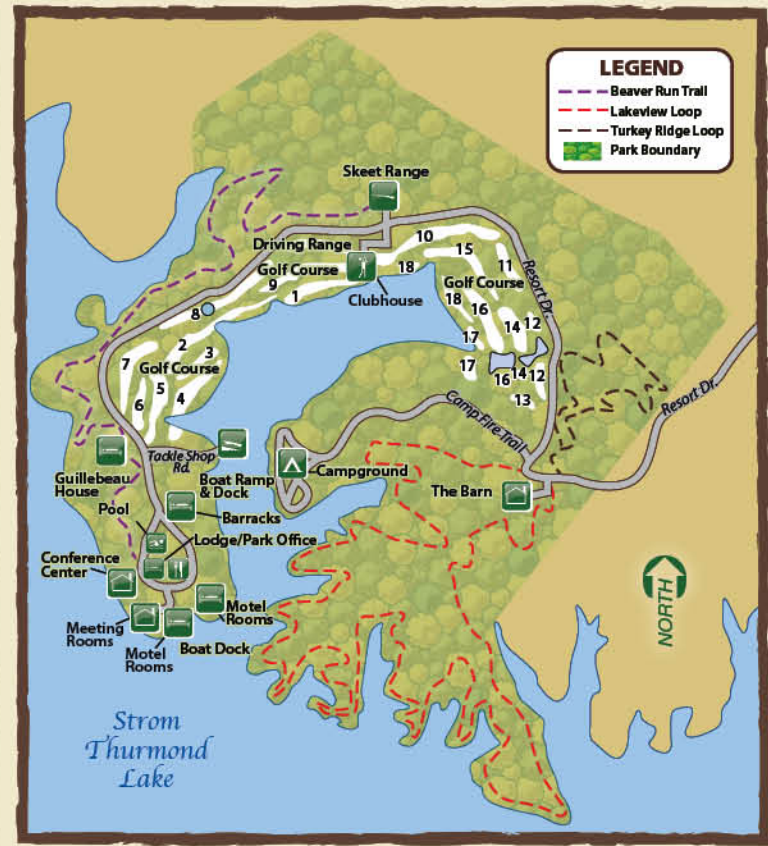 LEGEND
Beaver Run Trail
Lakeview Loop
Turkey Ridge Loop
Park Boundary
Skeet Range
Driving Range
10
15
Golf Course
18
11
Resort Dr.
9
1
Clubhouse
Golf Course
18
16
8
14
12
2
17
3
7
Golf Course
17
16
14
12
5
4
6
13
Resort Dr.
Camp Fire Trail
Tackle Shop
Rd.
Guillebeau
House
Boat Ramp
& Dock
Campground
The Barn
Pool
Barracks
Lodge/Park Office
Conference
Center
Meeting
Rooms
Motel
Rooms
Motel
Rooms
Boat Dock
NORTH
Strom
Thurmond
Lake